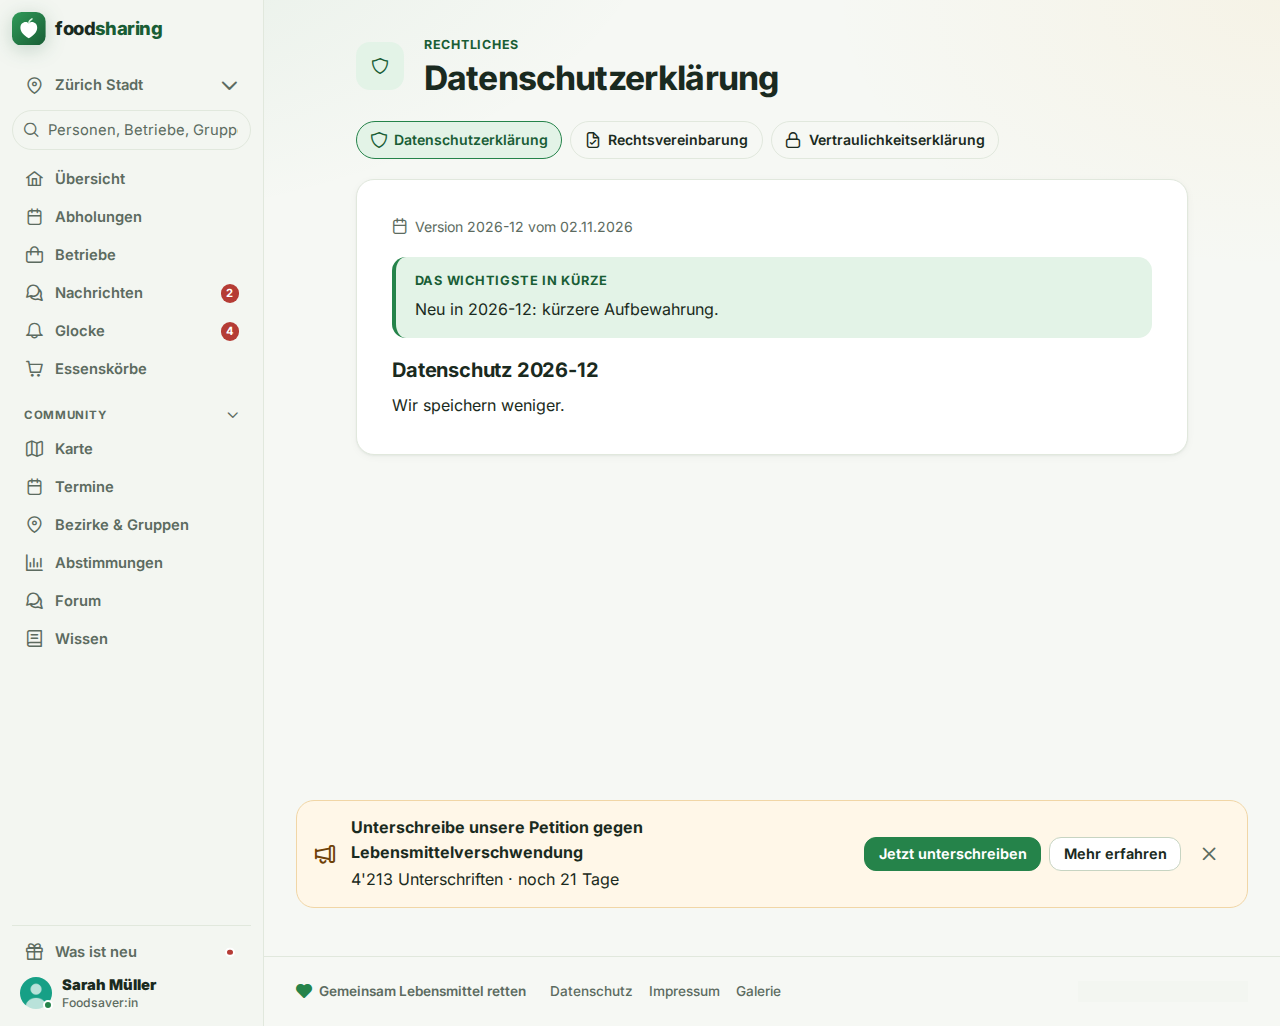 foodsharing
Zürich Stadt
Personen, Betriebe, Grupp
Übersicht
Abholungen
Betriebe
Nachrichten 2
Glocke 4
Essenskörbe
COMMUNITY
Karte
Termine
Bezirke & Gruppen
Abstimmungen
Forum
Wissen
Was ist neu
Sarah Müller
Foodsaver:in
RECHTLICHES
Datenschutzerklärung
Datenschutzerklärung Rechtsvereinbarung Vertraulichkeitserklärung
Version 2026-12 vom 02.11.2026
DAS WICHTIGSTE IN KÜRZE
Neu in 2026-12: kürzere Aufbewahrung.
Datenschutz 2026-12
Wir speichern weniger.
Unterschreibe unsere Petition gegen
Lebensmittelverschwendung
4'213 Unterschriften · noch 21 Tage
Jetzt unterschreiben Mehr erfahren
Gemeinsam Lebensmittel retten Datenschutz Impressum Galerie